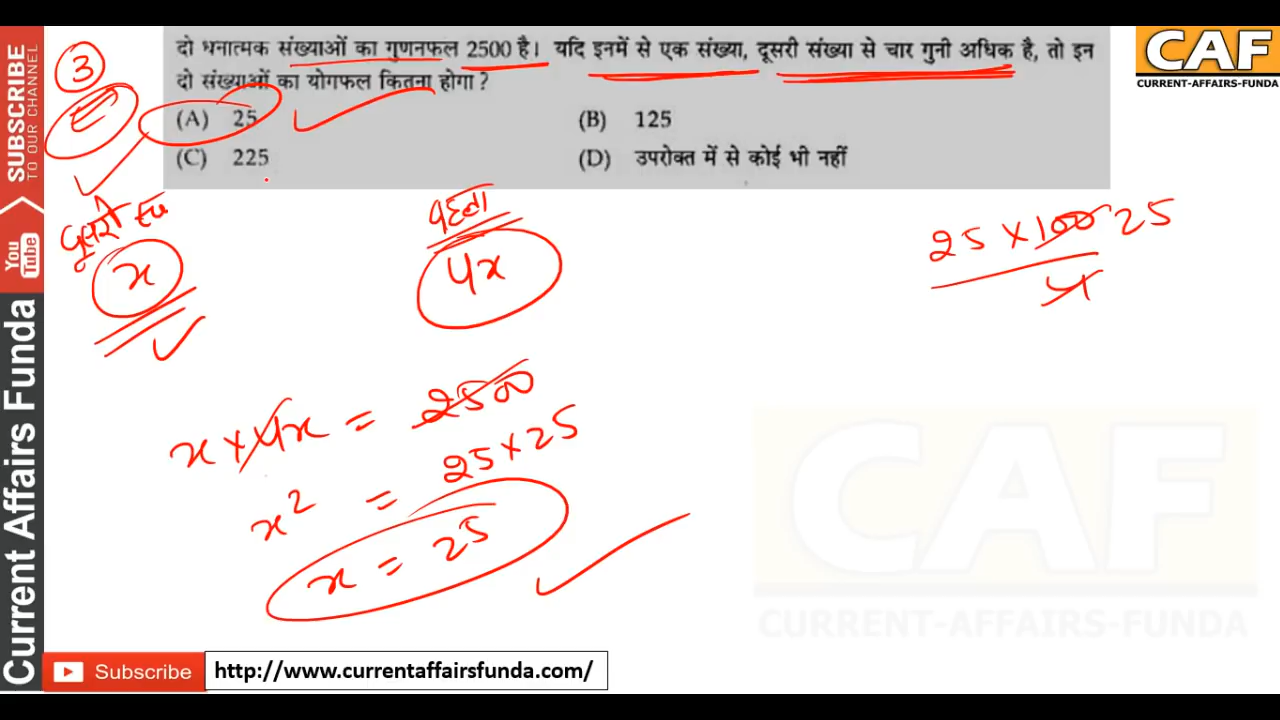 SUBSCRIBE
TO OUR CHANNEL
You
Tube
Current Affairs Funda
3
E
दो धनात्मक संख्याओं का गुणनफल 2500 है। यदि इनमें से एक संख्या, दूसरी संख्या से चार गुनी अधिक है, तो इन
दो संख्याओं का योगफल कितना होगा ?
(A) 25
(B) 125
(C) 225
(D) उपरोक्त में से कोई भी नहीं
CAF
CURRENT-AFFAIRS-FUNDA
x
4x
25 × 100 25
4
x × 4x = 2500
x² = 25 × 25
x = 25
CAF
CURRENT-AFFAIRS-FUNDA
Subscribe
http://www.currentaffairsfunda.com/